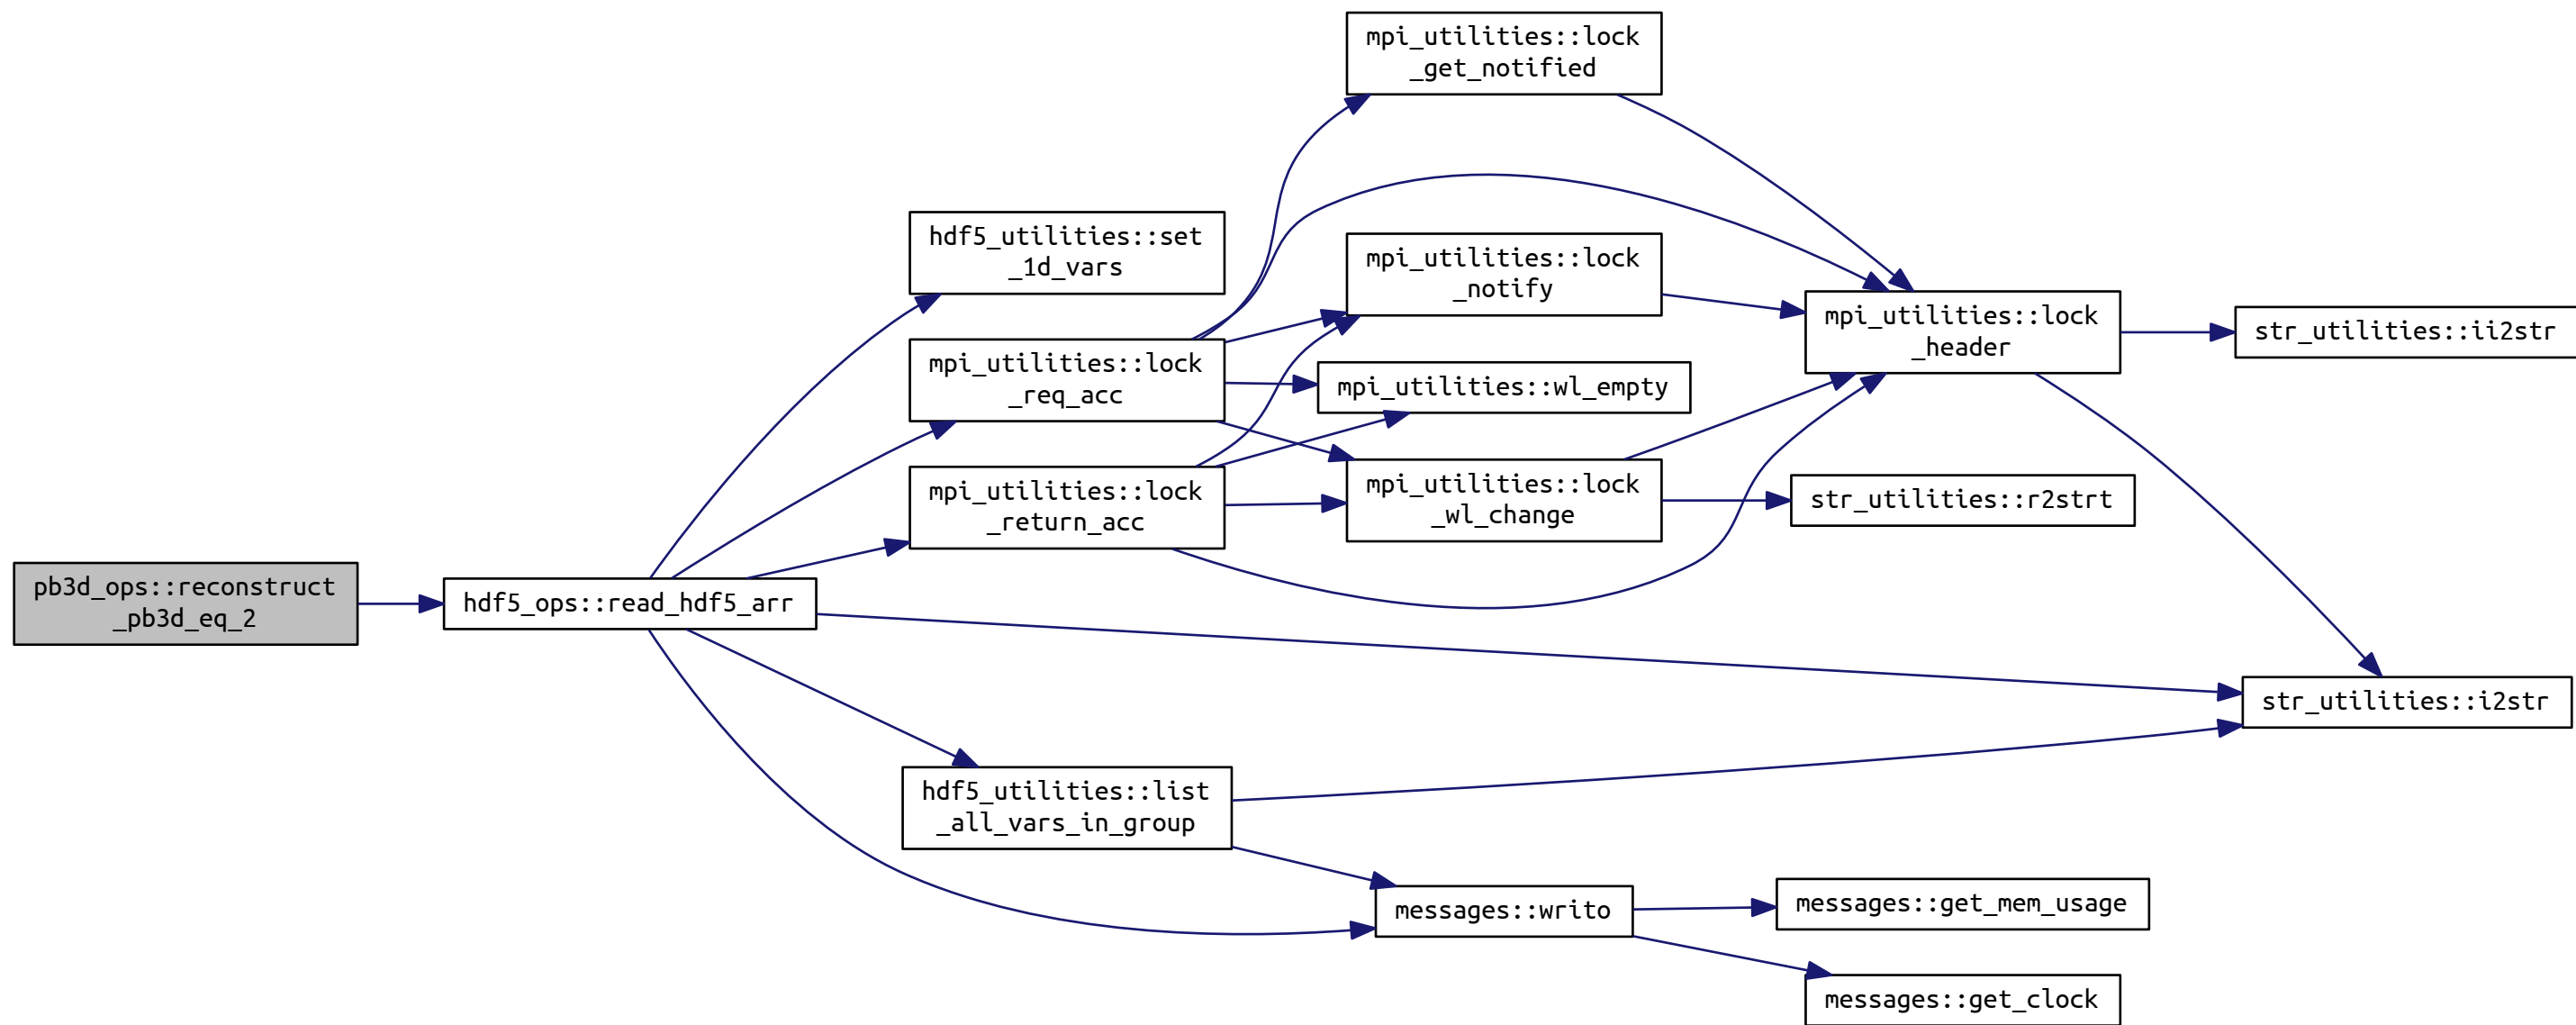 pb3d_ops::reconstruct
_pb3d_eq_2
hdf5_ops::read_hdf5_arr
hdf5_utilities::set
_1d_vars
mpi_utilities::lock
_req_acc
mpi_utilities::lock
_return_acc
hdf5_utilities::list
_all_vars_in_group
mpi_utilities::lock
_get_notified
mpi_utilities::lock
_notify
mpi_utilities::wl_empty
mpi_utilities::lock
_wl_change
messages::writo
mpi_utilities::lock
_header
str_utilities::r2strt
messages::get_mem_usage
messages::get_clock
str_utilities::ii2str
str_utilities::i2str